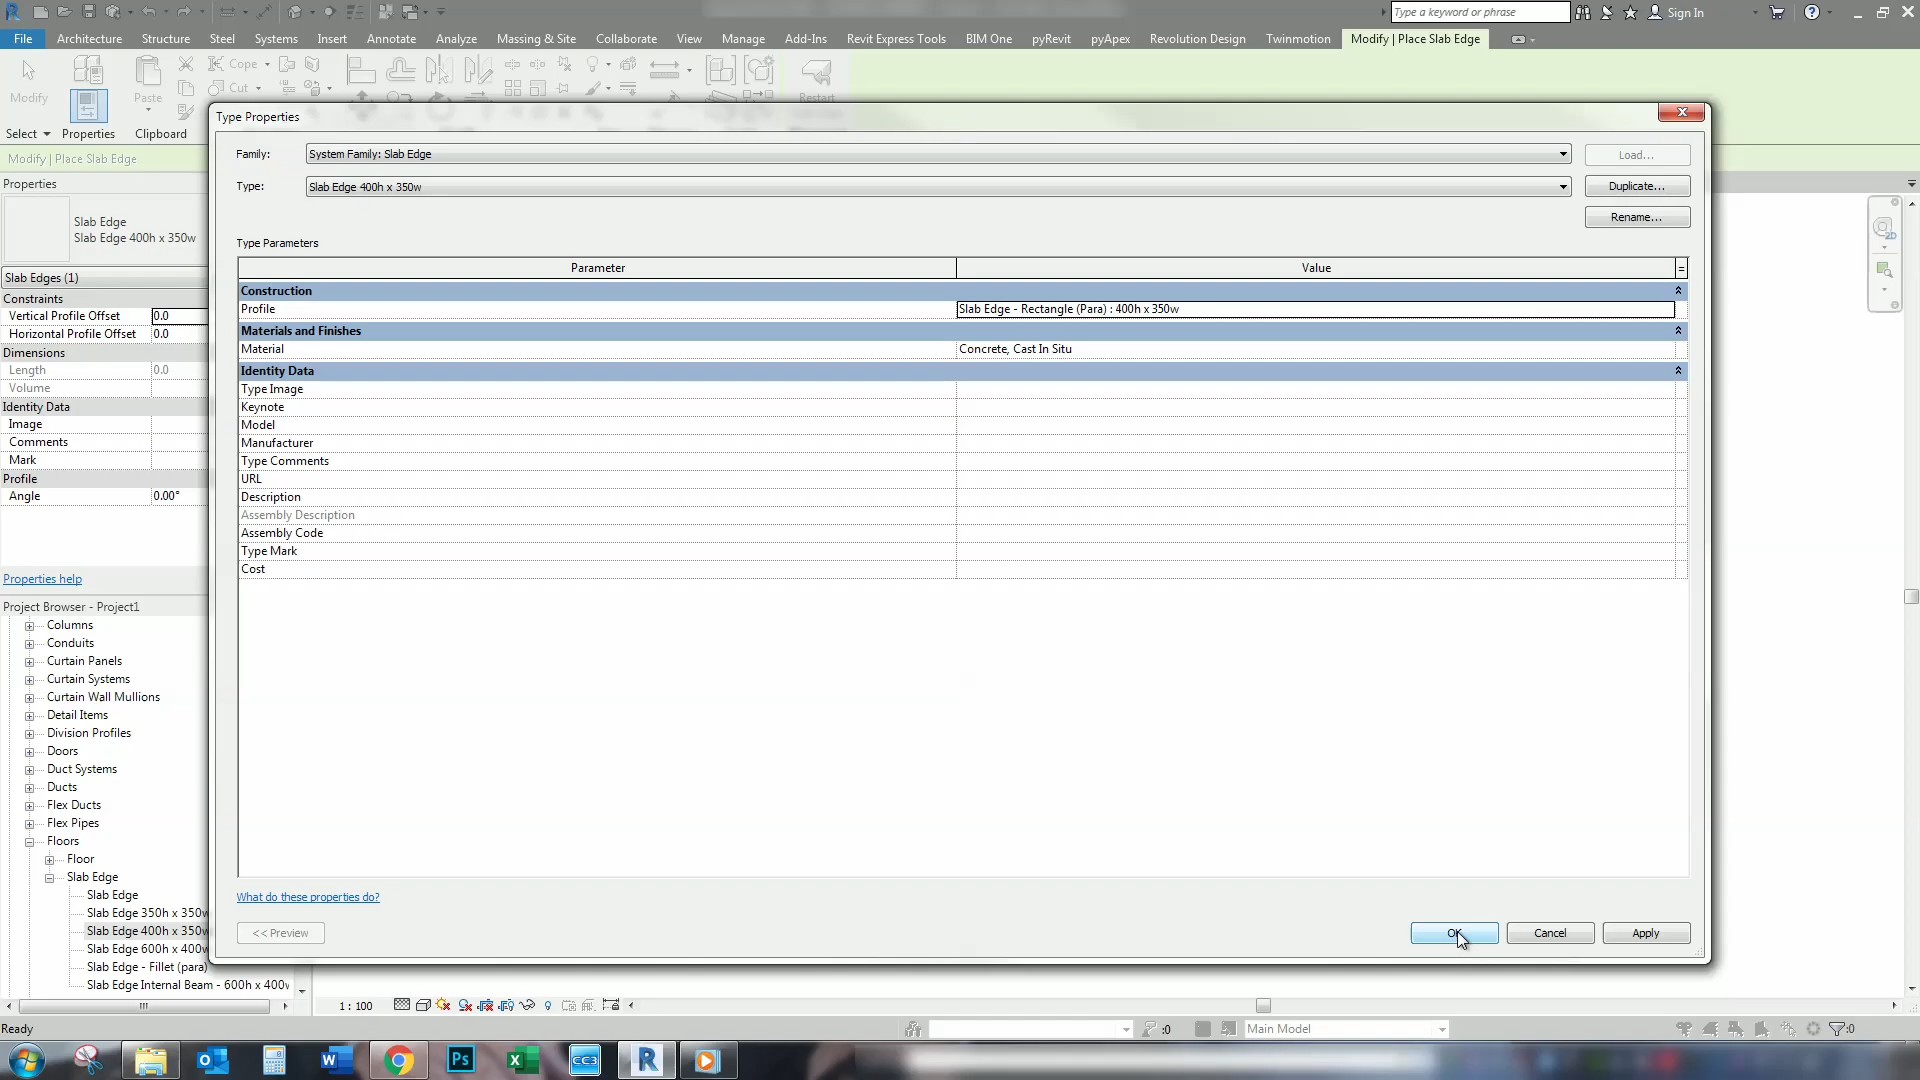 Type a keyword or phrase
Sign In
File Architecture Structure Steel Systems Insert Annotate Analyze Massing & Site Collaborate View Manage Add-Ins Revit Express Tools BIM One pyRevit pyApex Revolution Design Twinmotion Modify | Place Slab Edge
Cope
Cut
Modify
Paste
Restart
Select Properties Clipboard
Modify | Place Slab Edge
Properties
Slab Edge
Slab Edge 400h x 350w
Slab Edges (1)
Constraints
Vertical Profile Offset 0.0
Horizontal Profile Offset 0.0
Dimensions
Length 0.0
Volume
Identity Data
Image
Comments
Mark
Profile
Angle 0.00°
Properties help
Project Browser - Project1
Columns
Conduits
Curtain Panels
Curtain Systems
Curtain Wall Mullions
Detail Items
Division Profiles
Doors
Duct Systems
Ducts
Flex Ducts
Flex Pipes
Floors
Floor
Slab Edge
Slab Edge
Slab Edge 350h x 350w
Slab Edge 400h x 350w
Slab Edge 600h x 400w
Slab Edge - Fillet (para)
Slab Edge Internal Beam - 600h x 400w
Type Properties
Family: System Family: Slab Edge Load...
Type: Slab Edge 400h x 350w Duplicate...
Rename...
Type Parameters
Parameter Value =
Construction
Profile Slab Edge - Rectangle (Para) : 400h x 350w
Materials and Finishes
Material Concrete, Cast In Situ
Identity Data
Type Image
Keynote
Model
Manufacturer
Type Comments
URL
Description
Assembly Description
Assembly Code
Type Mark
Cost
What do these properties do?
<< Preview OK Cancel Apply
2D
1 : 100
Ready
:0
Main Model
:0
W Ps X CC3 R